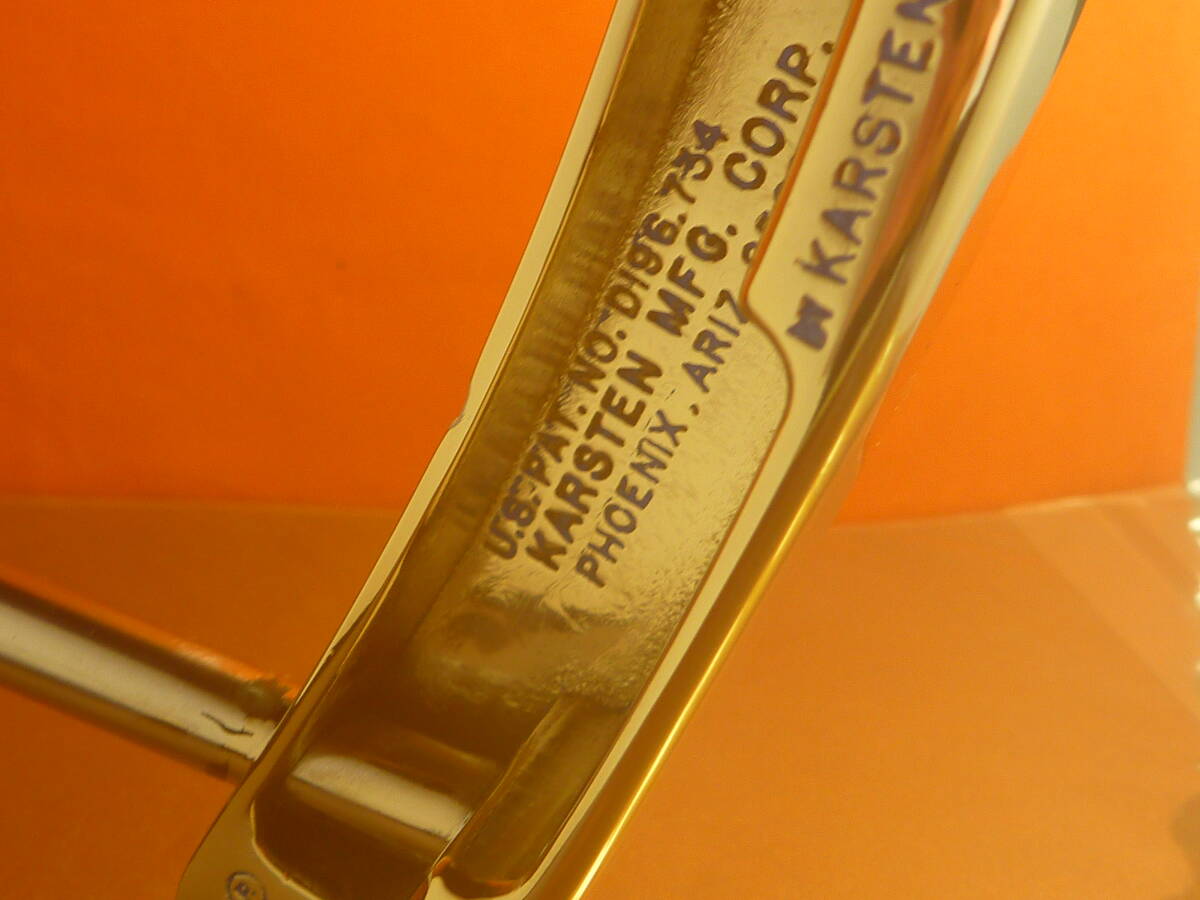 U.S. PAT. NO. D196.734
KARSTEN MFG. CORP.
PHOENIX, ARIZ
KARSTEN
®